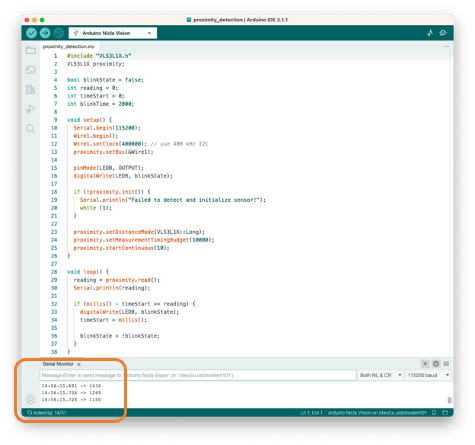 proximity_detection | Arduino IDE 2.1.1
Arduino Nicla Vision
proximity_detection.ino
1 #include "VL53L1X.h"
2 VL53L1X proximity;
3
4 bool blinkState = false;
5 int reading = 0;
6 int timeStart = 0;
7 int blinkTime = 2000;
8
9 void setup() {
10 Serial.begin(115200);
11 Wire1.begin();
12 Wire1.setClock(400000); // use 400 kHz I2C
13 proximity.setBus(&Wire1);
14
15 pinMode(LEDB, OUTPUT);
16 digitalWrite(LEDB, blinkState);
17
18 if (!proximity.init()) {
19 Serial.println("Failed to detect and initialize sensor!");
20 while (1);
21 }
22
23 proximity.setDistanceMode(VL53L1X::Long);
24 proximity.setMeasurementTimingBudget(10000);
25 proximity.startContinuous(10);
26 }
27
28 void loop() {
29 reading = proximity.read();
30 Serial.println(reading);
31
32 if (millis() - timeStart >= reading) {
33 digitalWrite(LEDB, blinkState);
34 timeStart = millis();
35
36 blinkState = !blinkState;
37 }
38 }
Serial Monitor ×
Message (Enter to send message to 'Arduino Nicla Vision' on '/dev/cu.usbmodem101')
Both NL & CR
115200 baud
14:56:15.691 -> 1434
14:56:15.726 -> 1249
14:56:15.726 -> 1150
indexing: 14/31
Ln 1, Col 1
Arduino Nicla Vision on /dev/cu.usbmodem101